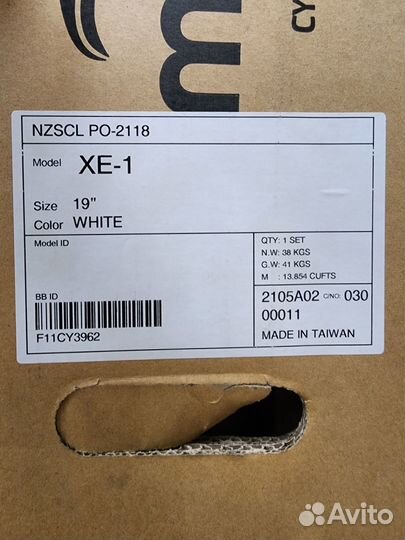 m
CY
NZSCL PO-2118
Model XE-1
Size 19"
Color WHITE
Model ID
QTY: 1 SET
N.W: 38 KGS
G.W: 41 KGS
M : 13.854 CUFTS
BB ID
F11CY3962
2105A02 C/NO: 030
00011
MADE IN TAIWAN
Avito